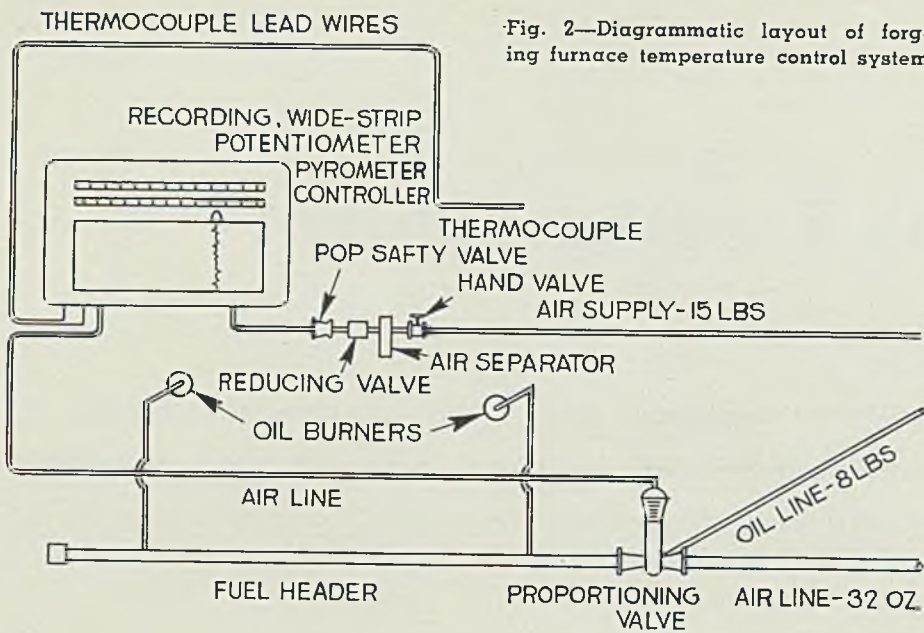 THERMOCOUPLE LEAD WIRES
Fig. 2—Diagrammatic layout of forg-
ing furnace temperature control system
RECORDING, WIDE-STRIP
POTENTIOMETER
PYROMETER
CONTROLLER
THERMOCOUPLE
POP SAFTY VALVE
HAND VALVE
AIR SUPPLY-15 LBS
AIR SEPARATOR
REDUCING VALVE
OIL BURNERS
AIR LINE
OIL LINE-8LBS
FUEL HEADER
PROPORTIONING
VALVE
AIR LINE-32 OZ.